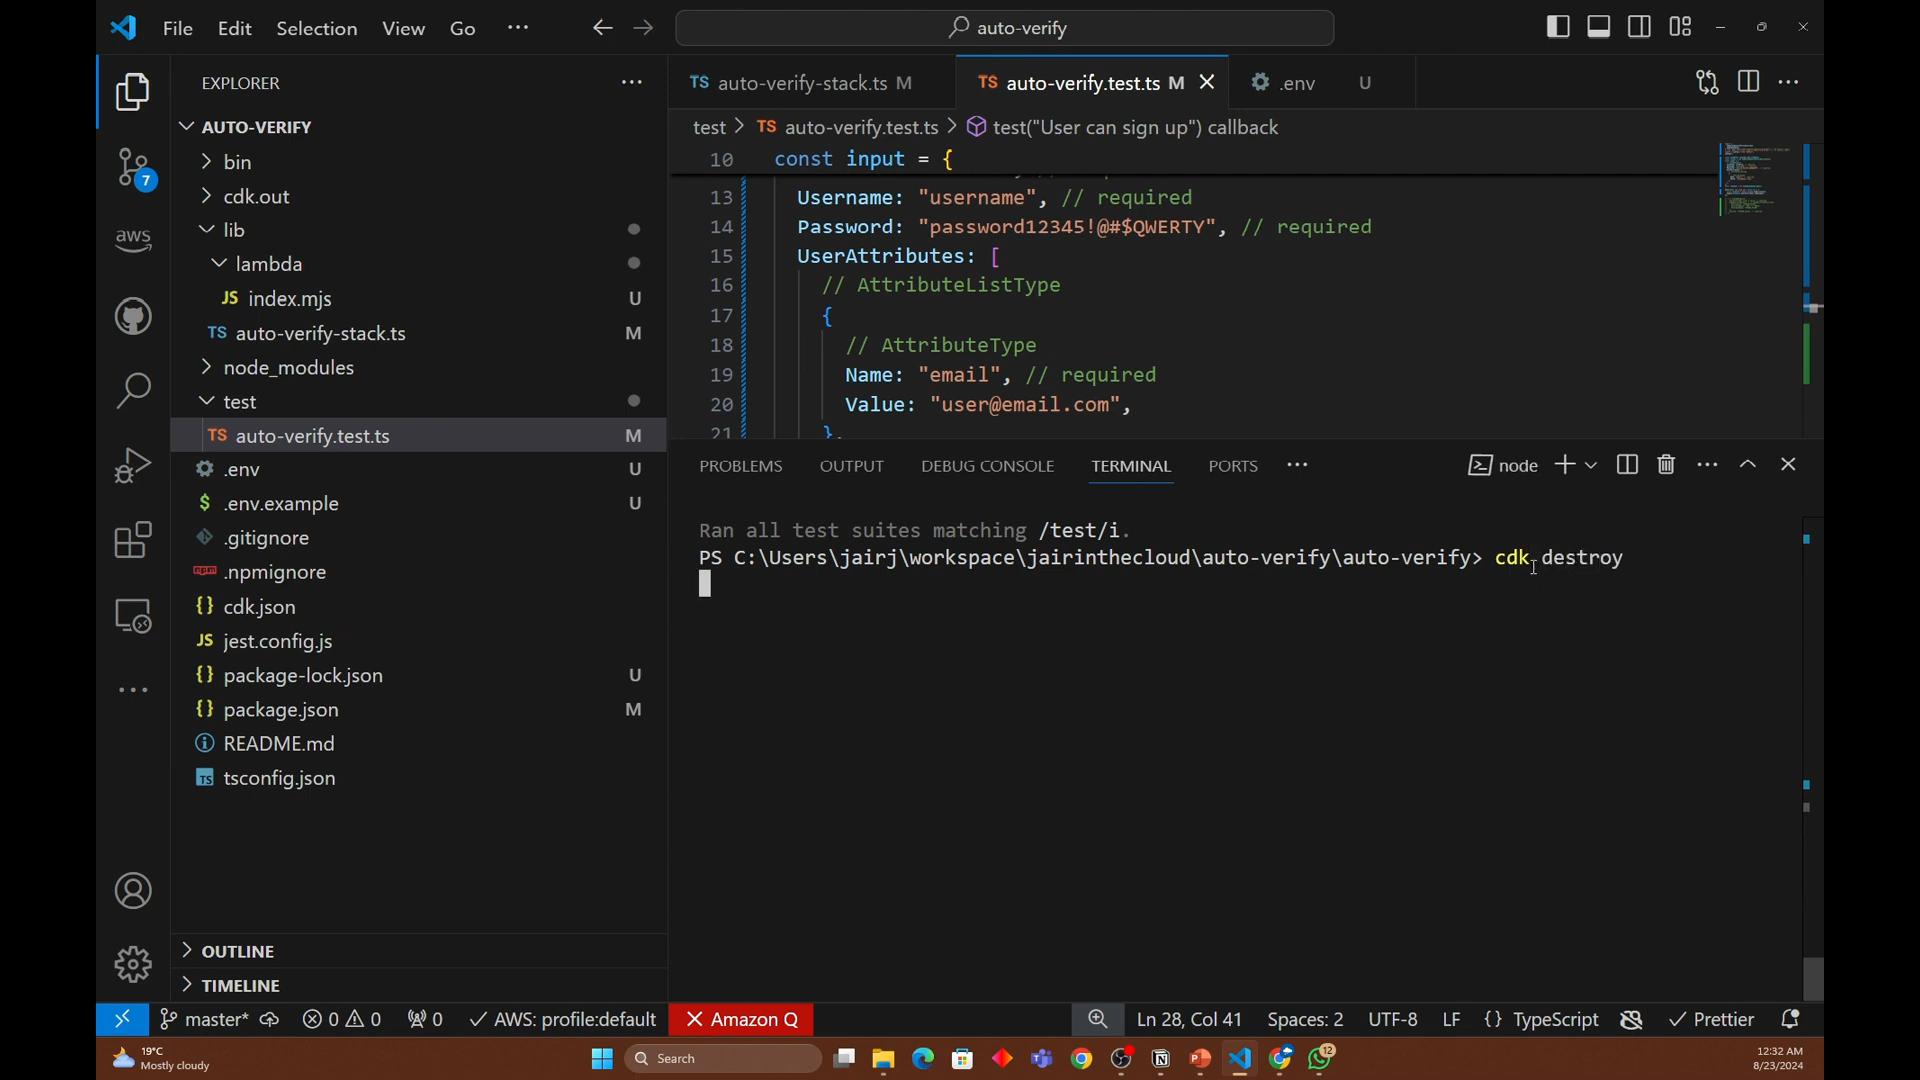 File Edit Selection View Go ... auto-verify
EXPLORER ...
AUTO-VERIFY
bin
cdk.out
lib
lambda
JS index.mjs U
TS auto-verify-stack.ts M
node_modules
test
TS auto-verify.test.ts M
.env U
$ .env.example U
.gitignore
npm .npmignore
{} cdk.json
JS jest.config.js
{} package-lock.json U
{} package.json M
README.md
TS tsconfig.json
OUTLINE
TIMELINE
7
aws
TS auto-verify-stack.ts M TS auto-verify.test.ts M .env U
test > TS auto-verify.test.ts > test("User can sign up") callback
10 const input = {
13 Username: "username", // required
14 Password: "password12345!@#$QWERTY", // required
15 UserAttributes: [
16 // AttributeListType
17 {
18 // AttributeType
19 Name: "email", // required
20 Value: "user@email.com",
21 },
PROBLEMS OUTPUT DEBUG CONSOLE TERMINAL PORTS ... node
Ran all test suites matching /test/i.
PS C:\Users\jairj\workspace\jairinthecloud\auto-verify\auto-verify> cdk destroy
master* 0 0 0 AWS: profile:default Amazon Q Ln 28, Col 41 Spaces: 2 UTF-8 LF {} TypeScript Prettier
19°C
Mostly cloudy
Search
12
12:32 AM
8/23/2024